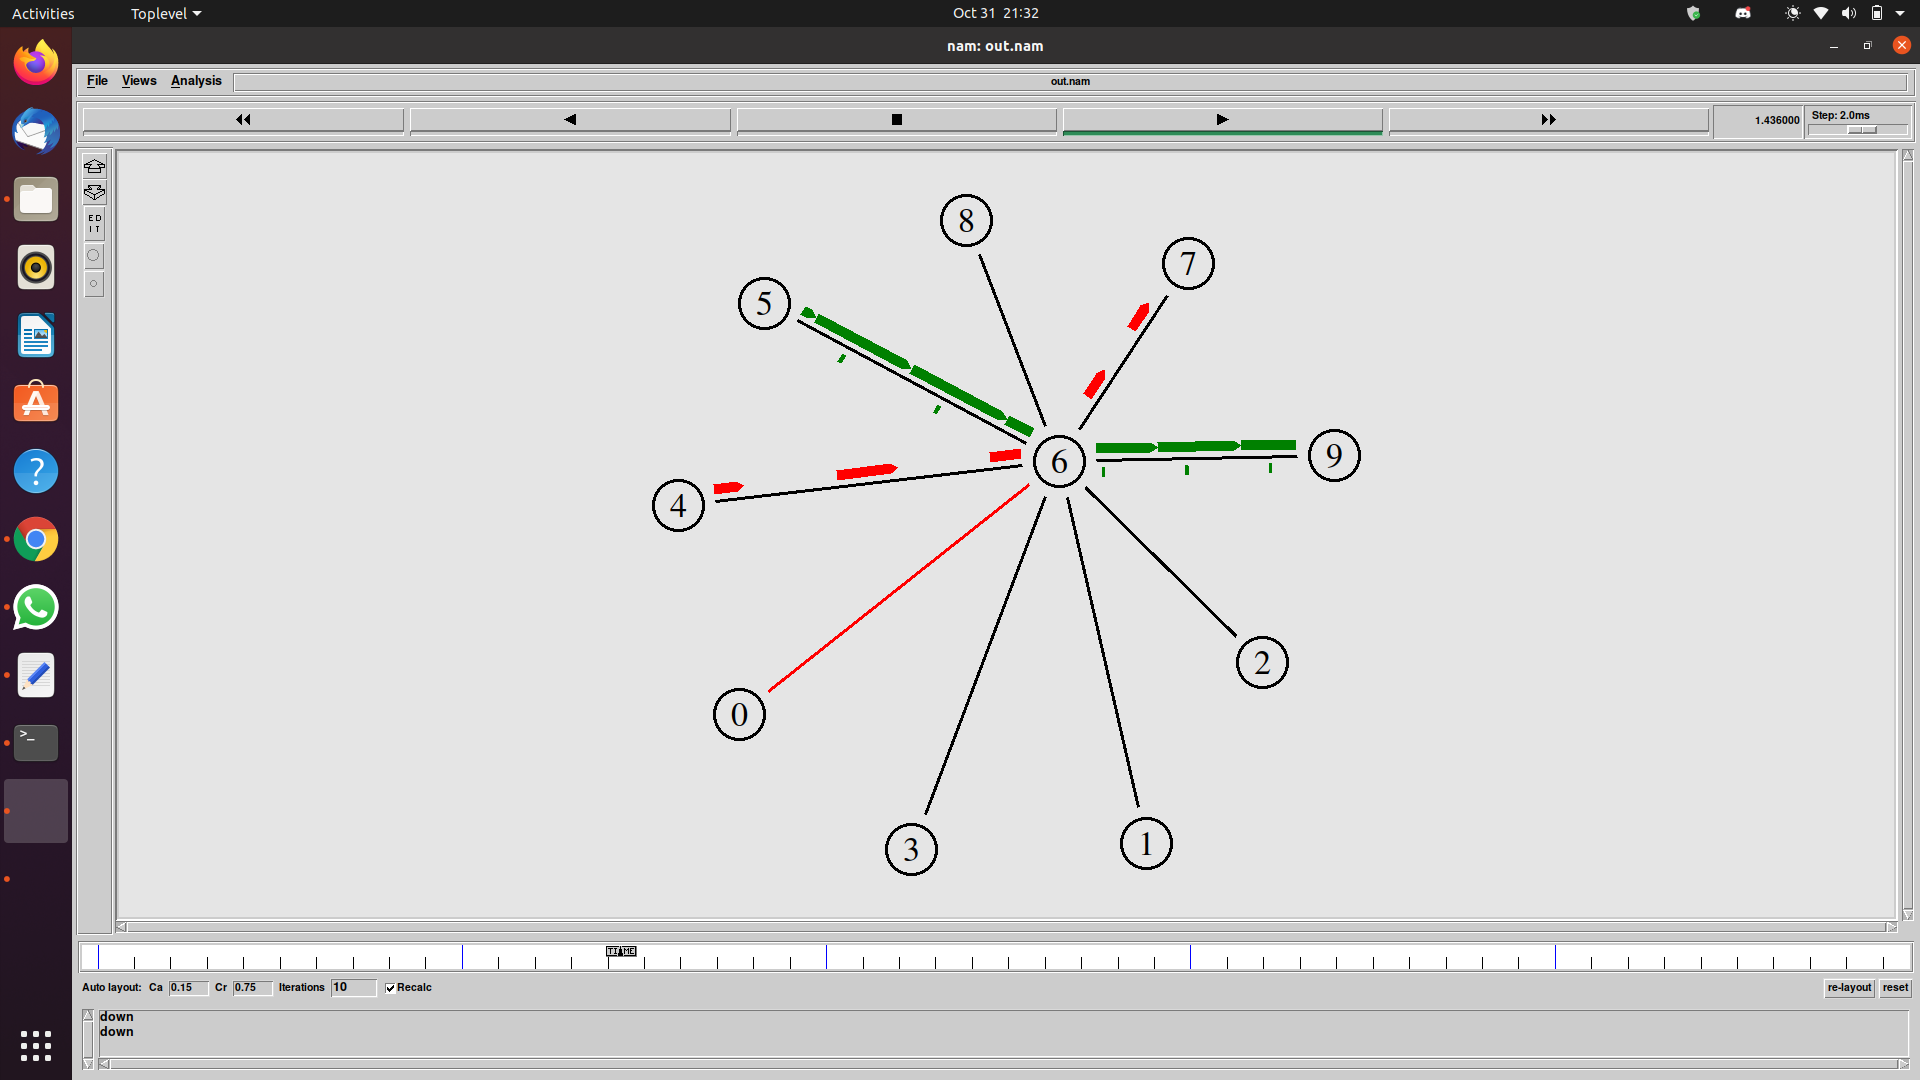 Activities
Toplevel
Oct 31 21:32
nam: out.nam
File Views Analysis
out.nam
1.436000
Step: 2.0ms
ED
IT
8
7
5
6
9
4
2
0
3
1
TIME
Auto layout: Ca 0.15 Cr 0.75 Iterations 10 Recalc
re-layout reset
down
down